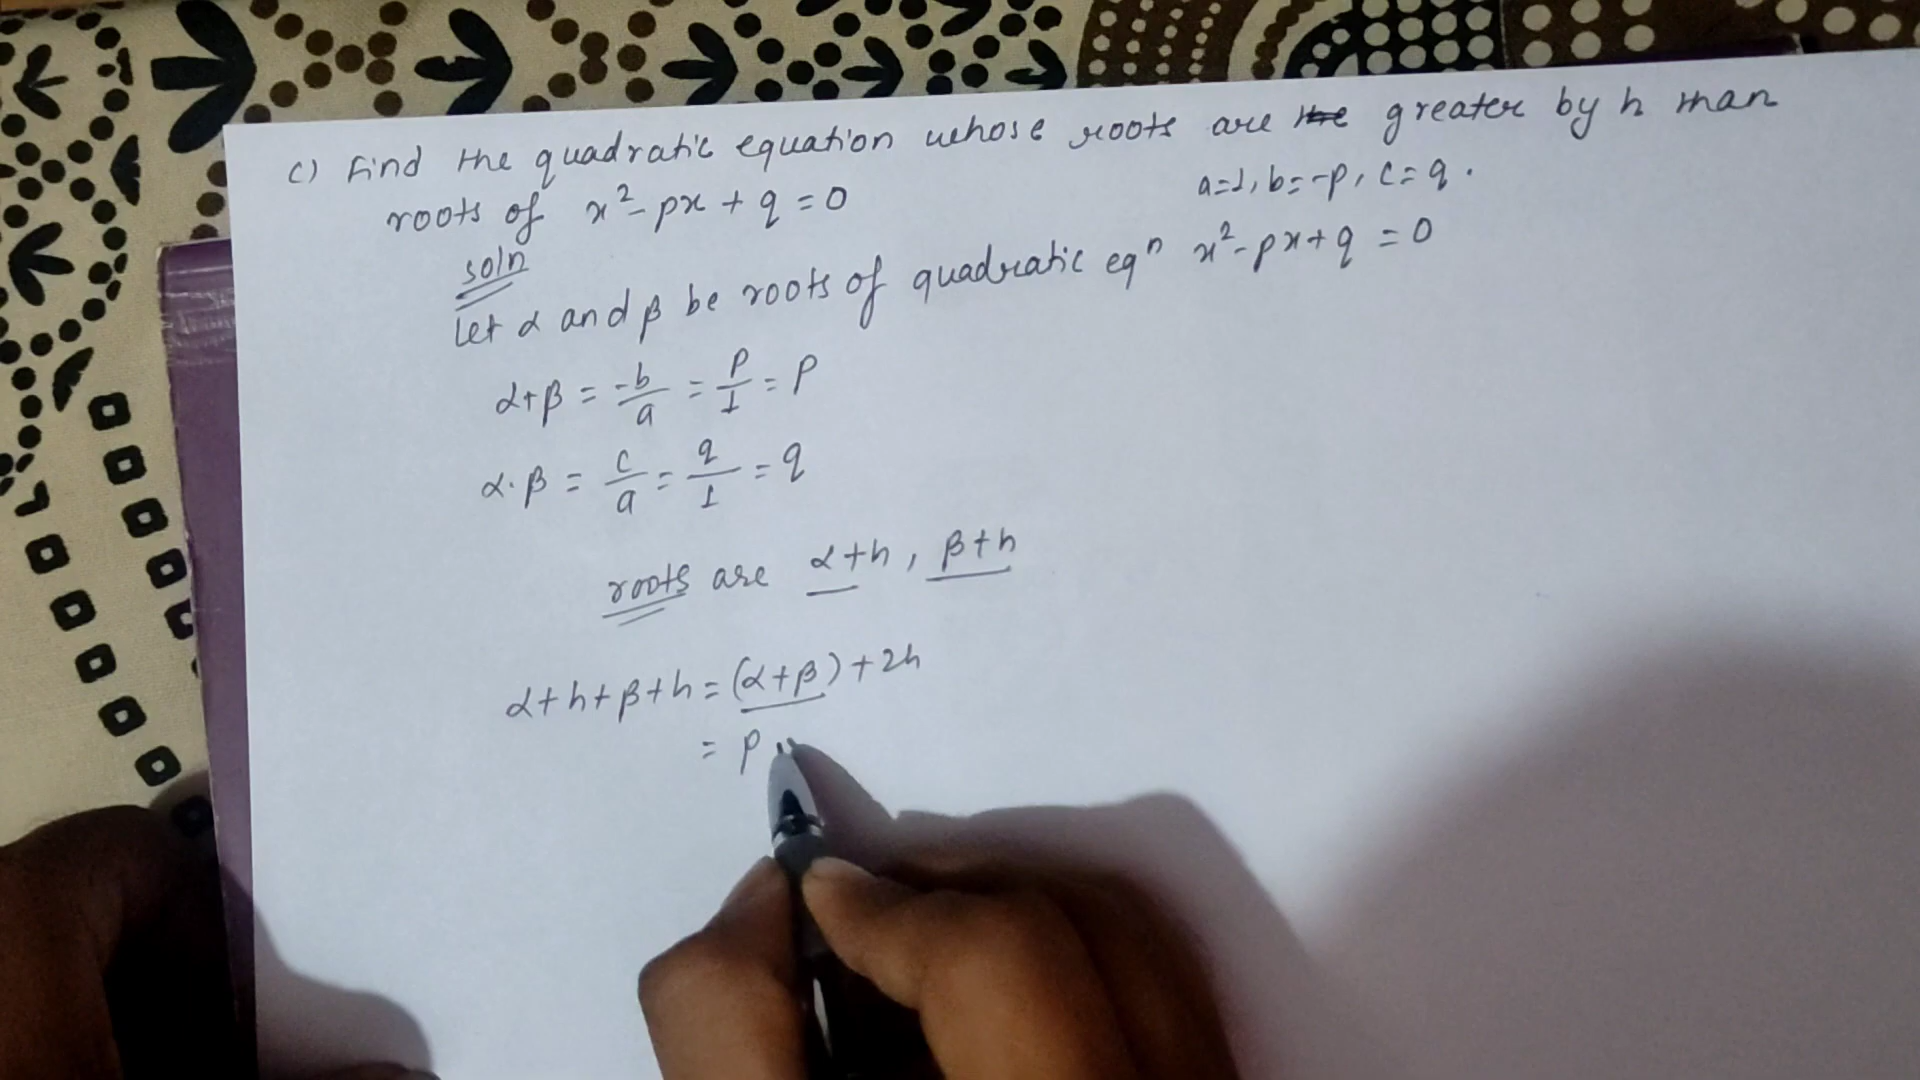 c) Find the quadratic equation whose roots are the greater by h than
roots of x² - px + q = 0
a=1, b=-p, c=q.
soln
Let α and β be roots of quadratic eqⁿ x² - px + q = 0
α+β = -b/a = p/1 = p
α.β = c/a = q/1 = q
roots are α+h, β+h
α+h+β+h = (α+β)+2h
= p